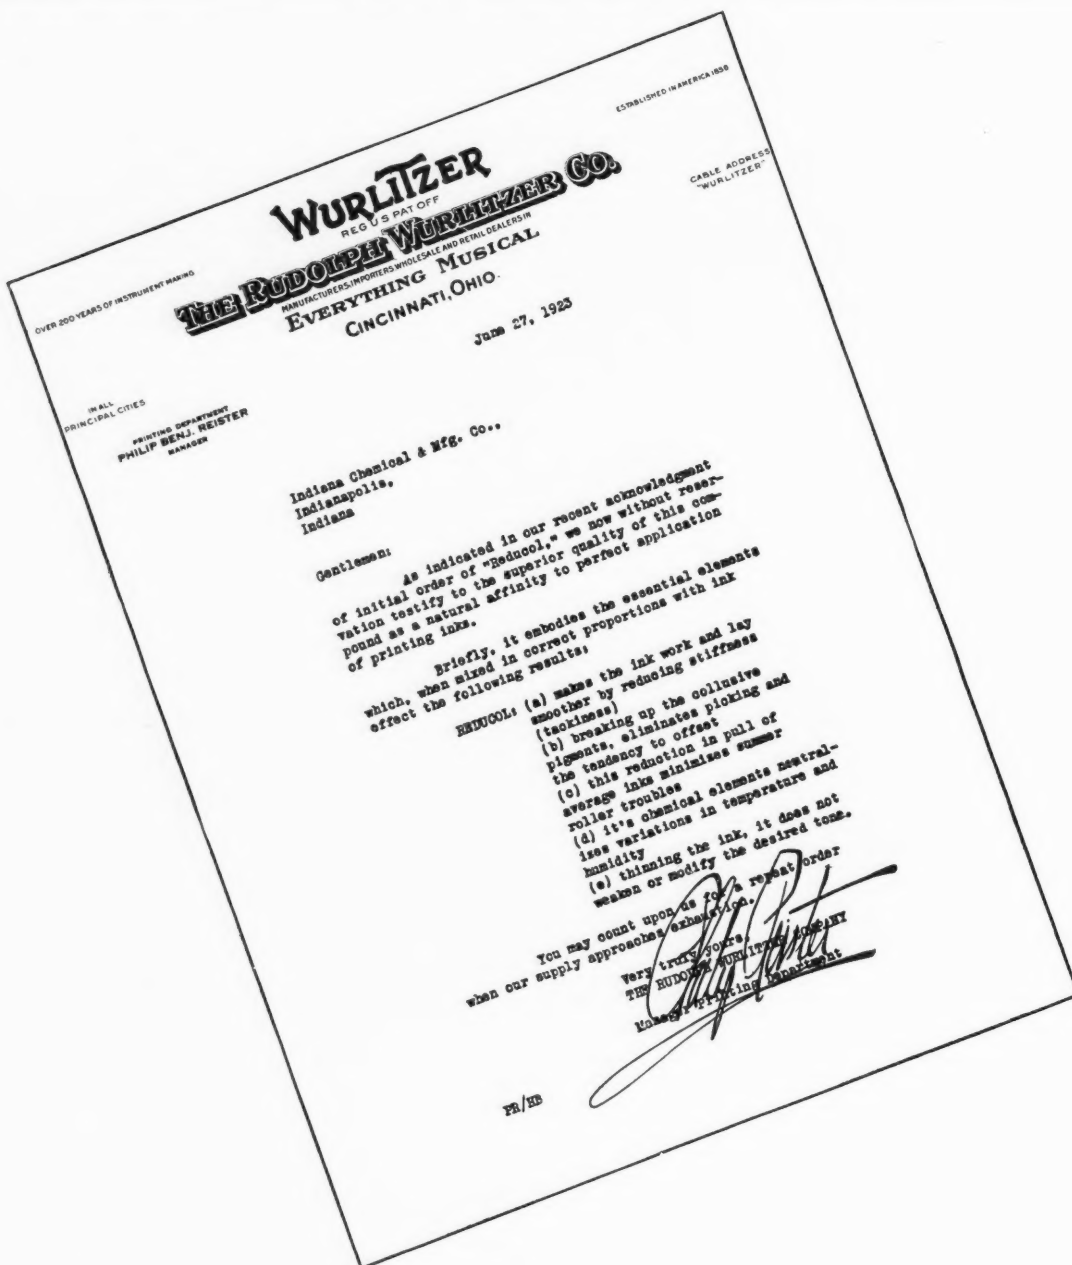 ESTABLISHED IN AMERICA 1856
WURLITZER
REG U S PAT OFF
CABLE ADDRESS
"WURLITZER"
THE RUDOLPH WURLITZER CO.
OVER 200 YEARS OF INSTRUMENT MAKING
MANUFACTURERS, IMPORTERS, WHOLESALE AND RETAIL DEALERS IN
EVERYTHING MUSICAL
CINCINNATI, OHIO.
June 27, 1923
IN ALL
PRINCIPAL CITIES
PRINTING DEPARTMENT
PHILIP BENJ. REISTER
MANAGER
Indiana Chemical & Mfg. Co.,
Indianapolis,
Indiana
Gentlemen:
As indicated in our recent acknowledgment
of initial order of "Reducol," we now without reser-
vation testify to the superior quality of this com-
pound as a natural affinity to perfect application
of printing inks.
Briefly, it embodies the essential elements
which, when mixed in correct proportions with ink
effect the following results:
REDUCOL: (a) makes the ink work and lay
smoother by reducing stiffness
(tackiness)
(b) breaking up the collusive
pigments, eliminates picking and
the tendency to offset
(c) this reduction in pull of
average inks minimizes summer
roller troubles
(d) it's chemical elements neutral-
izes variations in temperature and
humidity
(e) thinning the ink, it does not
weaken or modify the desired tone.
You may count upon us for a repeat order
when our supply approaches exhaustion.
Very truly yours,
THE RUDOLPH WURLITZER COMPANY
Philip Reister
Manager Printing Department
PR/HB